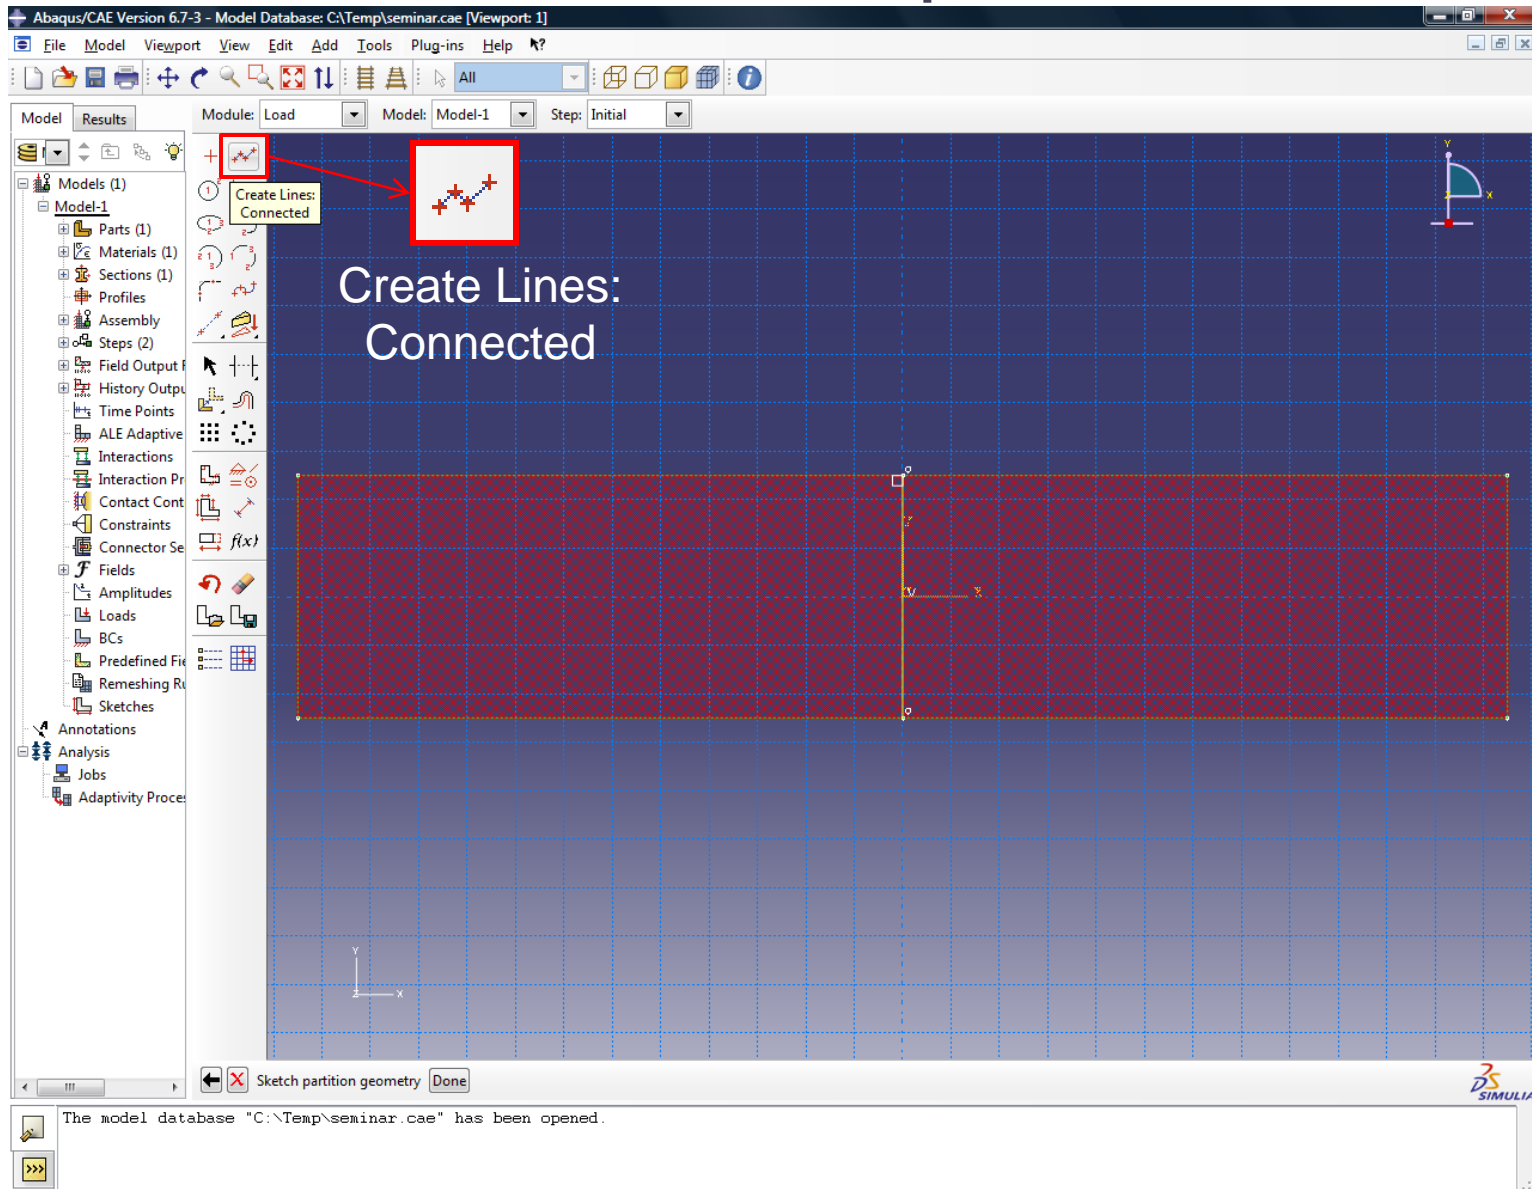 Abaqus/CAE Version 6.7-3 - Model Database: C:\Temp\seminar.cae [Viewport: 1]
File Model Viewport View Edit Add Tools Plug-ins Help
All
Model Results
Module: Load Model: Model-1 Step: Initial
Models (1)
Model-1
Parts (1)
Materials (1)
Sections (1)
Profiles
Assembly
Steps (2)
Field Output
History Outpu
Time Points
ALE Adaptive
Interactions
Interaction Pr
Contact Cont
Constraints
Connector Se
Fields
Amplitudes
Loads
BCs
Predefined Fie
Remeshing Ru
Sketches
Annotations
Analysis
Jobs
Adaptivity Proces
f(x)
Create Lines:
Connected
Create Lines:
Connected
Y
X
Y
Z X
Sketch partition geometry Done
SIMULIA
The model database "C:\Temp\seminar.cae" has been opened.
>>>